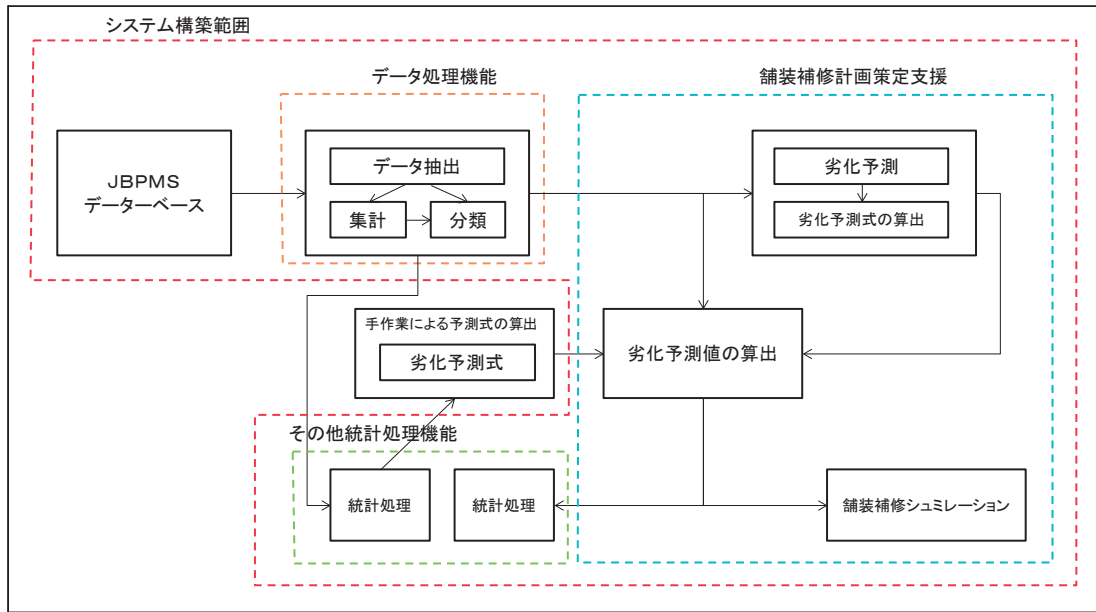 システム構築範囲
データ処理機能
舗装補修計画策定支援
JBPMS
データーベース
データ抽出
集計
分類
劣化予測
劣化予測式の算出
手作業による予測式の算出
劣化予測式
劣化予測値の算出
その他統計処理機能
統計処理
統計処理
舗装補修シュミレーション